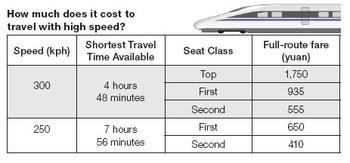 How much does it cost to
travel with high speed?
Speed (kph) Shortest Travel Time Available Seat Class Full-route fare (yuan)
300 4 hours 48 minutes Top 1,750
First 935
Second 555
250 7 hours 56 minutes First 650
Second 410